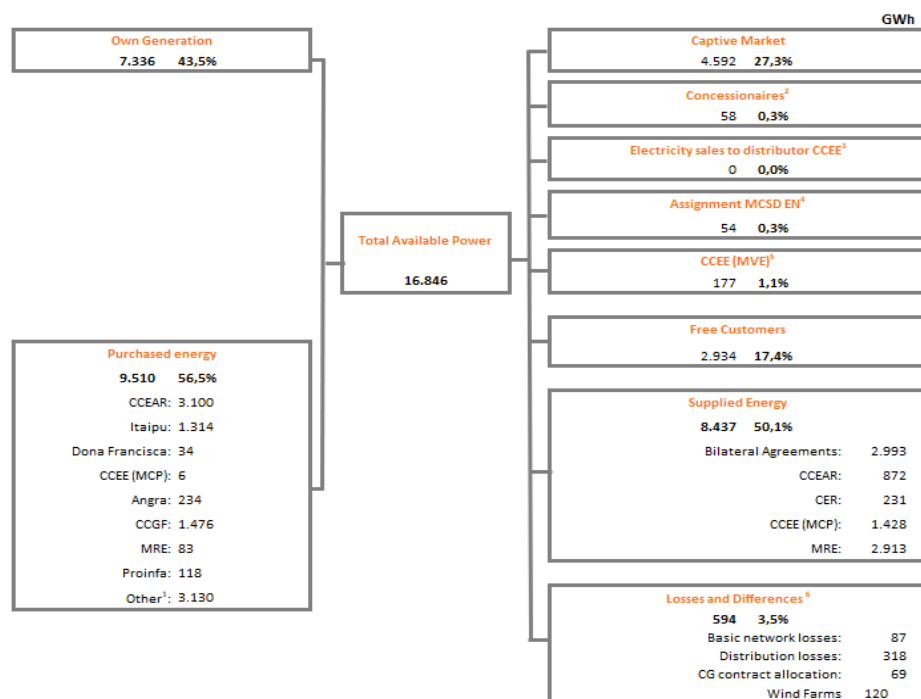 GWh
Own Generation
7.336 43,5%
Purchased energy
9.510 56,5%
CCEAR: 3.100
Itaipu: 1.314
Dona Francisca: 34
CCEE (MCP): 6
Angra: 234
CCGF: 1.476
MRE: 83
Proinfa: 118
Other¹: 3.130
Total Available Power
16.846
Captive Market
4.592 27,3%
Concessionaires²
58 0,3%
Electricity sales to distributor CCEE³
0 0,0%
Assignment MCSD EN⁴
54 0,3%
CCEE (MVE)⁵
177 1,1%
Free Customers
2.934 17,4%
Supplied Energy
8.437 50,1%
Bilateral Agreements: 2.993
CCEAR: 872
CER: 231
CCEE (MCP): 1.428
MRE: 2.913
Losses and Differences ⁶
594 3,5%
Basic network losses: 87
Distribution losses: 318
CG contract allocation: 69
Wind Farms 120